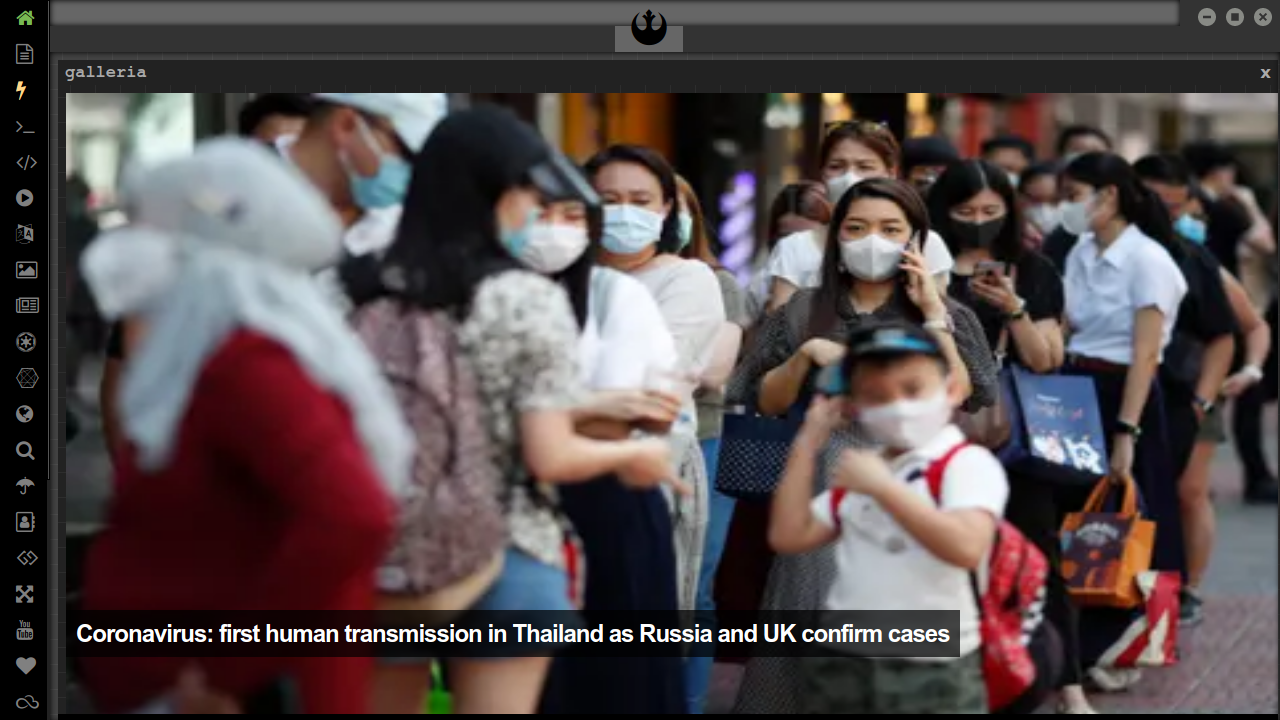 galleria
x
Coronavirus: first human transmission in Thailand as Russia and UK confirm cases